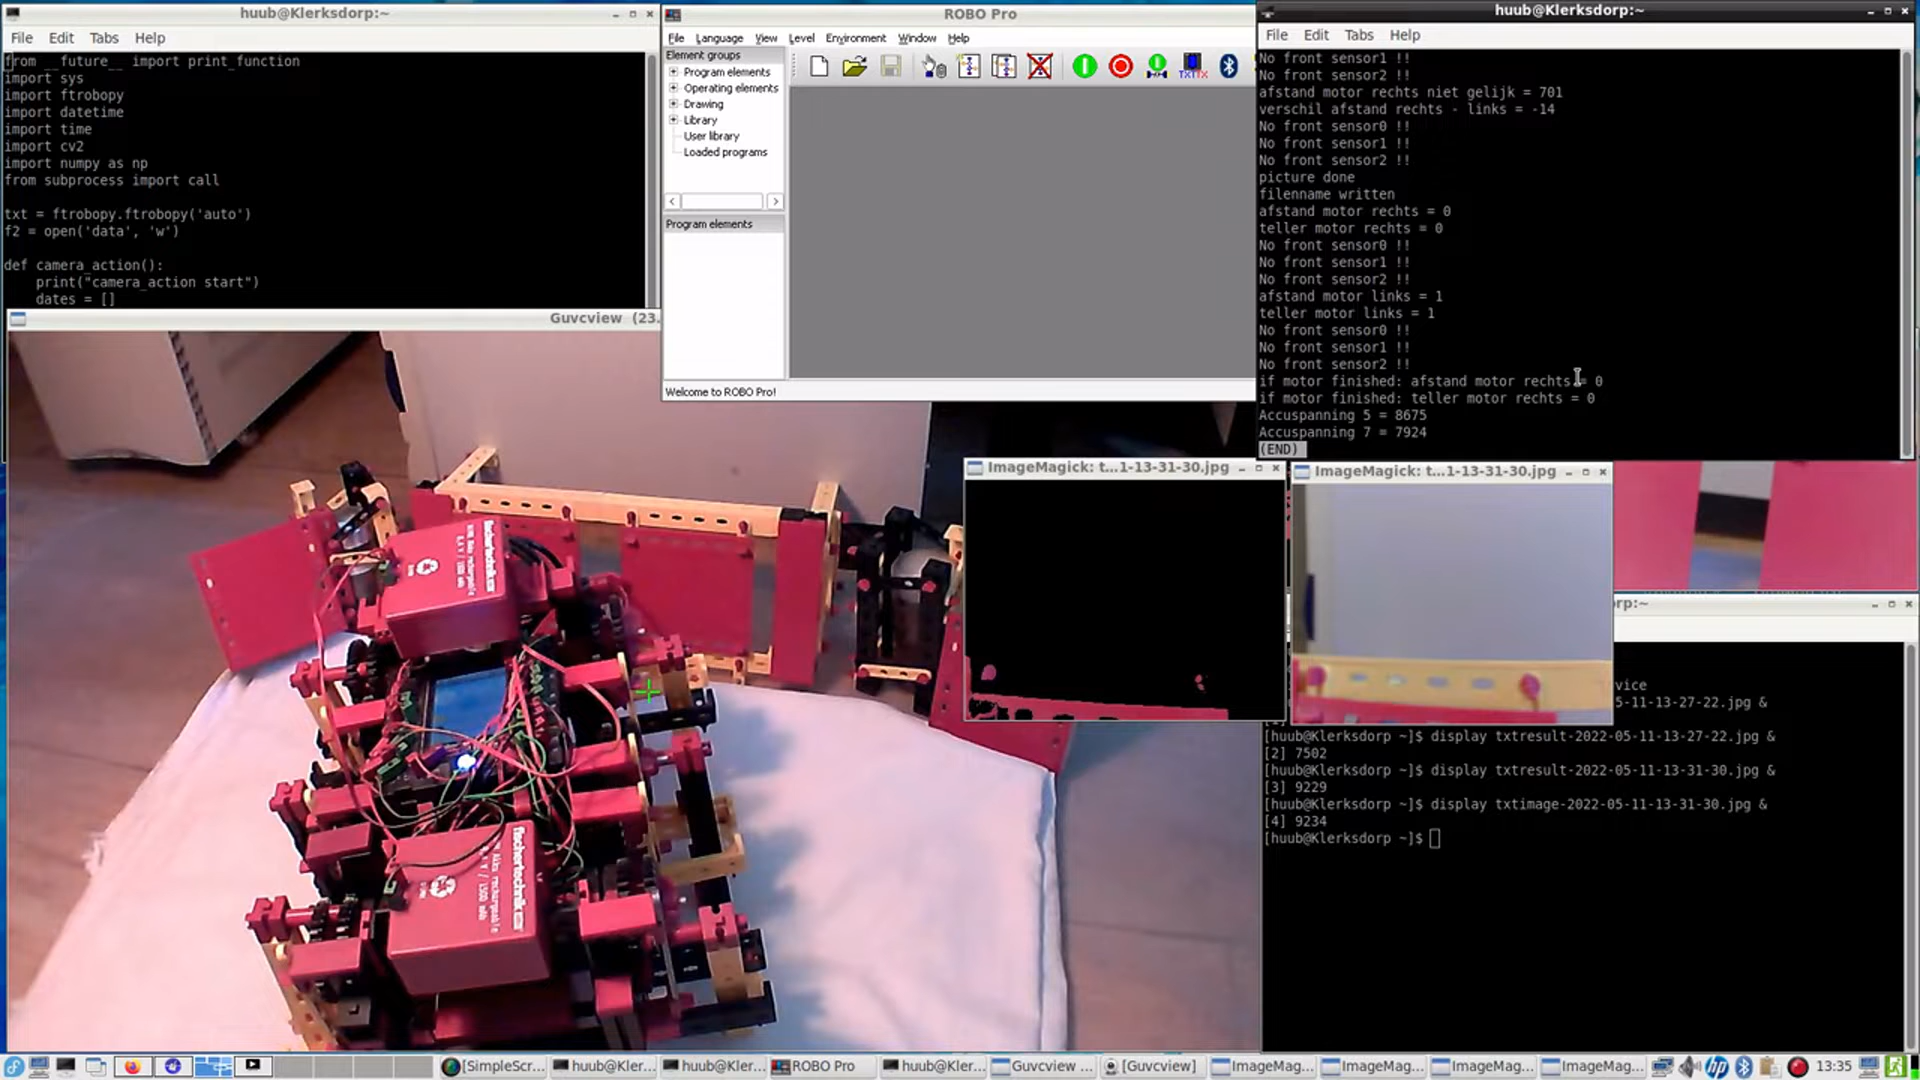 huub@Klerksdorp:~
File Edit Tabs Help
from __future__ import print_function
import sys
import ftrobopy
import datetime
import time
import cv2
import numpy as np
from subprocess import call
txt = ftrobopy.ftrobopy('auto')
f2 = open('data', 'w')
def camera_action():
print("camera_action start")
dates = []
ROBO Pro
File Language View Level Environment Window Help
Element groups
Program elements
Operating elements
Drawing
Library
User library
Loaded programs
Program elements
Welcome to ROBO Pro!
huub@Klerksdorp:~
File Edit Tabs Help
No front sensor1 !!
No front sensor2 !!
afstand motor rechts niet gelijk = 701
verschil afstand rechts - links = -14
No front sensor0 !!
No front sensor1 !!
No front sensor2 !!
picture done
filenname written
afstand motor rechts = 0
teller motor rechts = 0
No front sensor0 !!
No front sensor1 !!
No front sensor2 !!
afstand motor links = 1
teller motor links = 1
No front sensor0 !!
No front sensor1 !!
No front sensor2 !!
if motor finished: afstand motor rechts = 0
if motor finished: teller motor rechts = 0
Accuspanning 5 = 8675
Accuspanning 7 = 7924
(END)
Guvcview (23.
fischertechnik
fischertechnik
ImageMagick: t...1-13-31-30.jpg
ImageMagick: t...1-13-31-30.jpg
rp:~
vice
5-11-13-27-22.jpg &
[huub@Klerksdorp ~]$ display txtresult-2022-05-11-13-27-22.jpg &
[2] 7502
[huub@Klerksdorp ~]$ display txtresult-2022-05-11-13-31-30.jpg &
[3] 9229
[huub@Klerksdorp ~]$ display txtimage-2022-05-11-13-31-30.jpg &
[4] 9234
[huub@Klerksdorp ~]$
[SimpleScr... huub@Kler... huub@Kler... ROBO Pro huub@Kler... Guvcview ... [Guvcview] ImageMag... ImageMag... ImageMag... ImageMag... 13:35